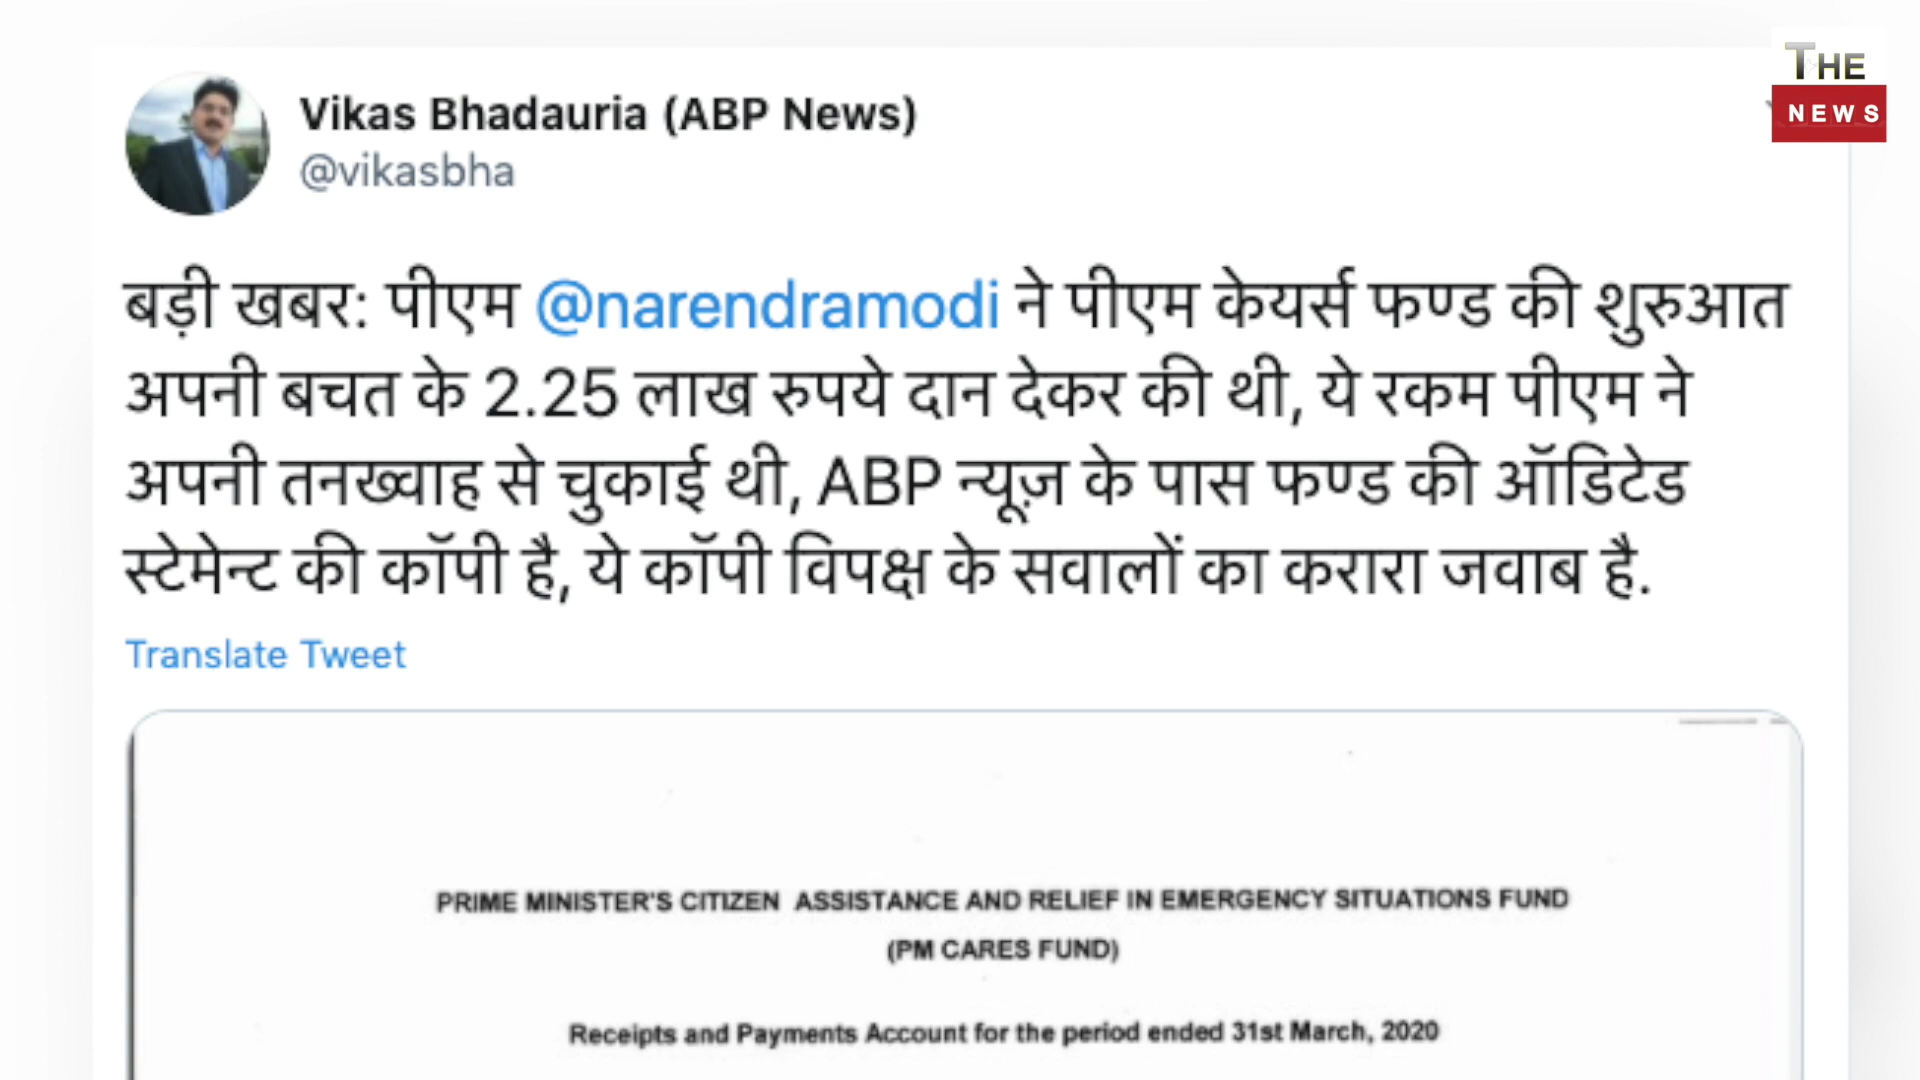 THE
NEWS
Vikas Bhadauria (ABP News)
@vikasbha
बड़ी खबर: पीएम @narendramodi ने पीएम केयर्स फण्ड की शुरुआत
अपनी बचत के 2.25 लाख रुपये दान देकर की थी, ये रकम पीएम ने
अपनी तनख्वाह से चुकाई थी, ABP न्यूज़ के पास फण्ड की ऑडिटेड
स्टेमेन्ट की कॉपी है, ये कॉपी विपक्ष के सवालों का करारा जवाब है.
Translate Tweet
PRIME MINISTER'S CITIZEN ASSISTANCE AND RELIEF IN EMERGENCY SITUATIONS FUND
(PM CARES FUND)
Receipts and Payments Account for the period ended 31st March, 2020